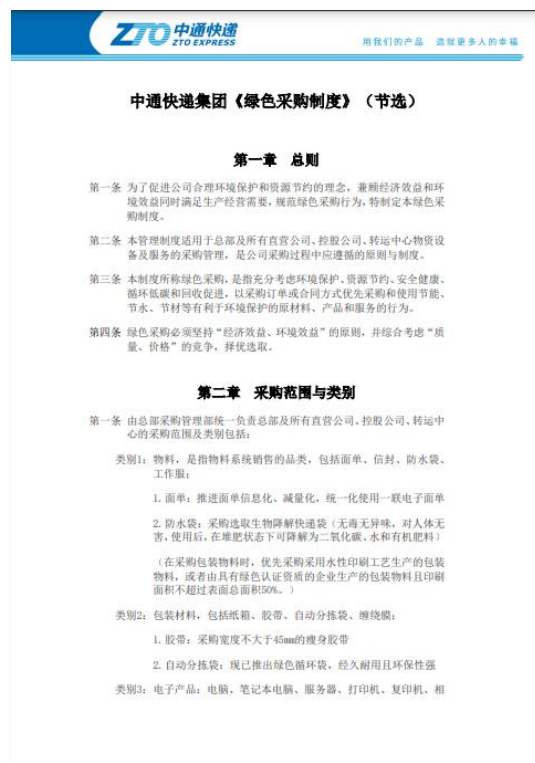 ZTO 中通快递
ZTO EXPRESS
用我们的产品 造就更多人的幸福
中通快递集团《绿色采购制度》（节选）
第一章 总则
第一条 为了促进公司合理环境保护和资源节约的理念，兼顾经济效益和环
境效益同时满足生产经营需要，规范绿色采购行为，特制定本绿色采
购制度。
第二条 本管理制度适用于总部及所有直营公司、控股公司、转运中心物资设
备及服务的采购管理，是公司采购过程中应遵循的原则与制度。
第三条 本制度所称绿色采购，是指充分考虑环境保护、资源节约、安全健康、
循环低碳和回收促进，以采购订单或合同方式优先采购和使用节能、
节水、节材等有利于环境保护的原材料、产品和服务的行为。
第四条 绿色采购必须坚持“经济效益、环境效益”的原则，并综合考虑“质
量、价格”的竞争，择优选取。
第二章 采购范围与类别
第一条 由总部采购管理部统一负责总部及所有直营公司、控股公司、转运中
心的采购范围及类别包括：
类别1：物料，是指物料系统销售的品类，包括面单、信封、防水袋、
工作服；
1.面单：推进面单信息化、减量化，统一化使用一联电子面单
2.防水袋：采购选取生物降解快递袋（无毒无异味，对人体无
害，使用后，在堆肥状态下可降解为二氧化碳、水和有机肥料）
（在采购包装物料时，优先采购采用水性印刷工艺生产的包装
物料，或者由具有绿色认证资质的企业生产的包装物料且印刷
面积不超过表面总面积50%。）
类别2：包装材料，包括纸箱、胶带、自动分拣袋、缠绕膜；
1.胶带：采购宽度不大于45mm的瘦身胶带
2.自动分拣袋：现已推出绿色循环袋，经久耐用且环保性强
类别3：电子产品：电脑、笔记本电脑、服务器、打印机、复印机、相